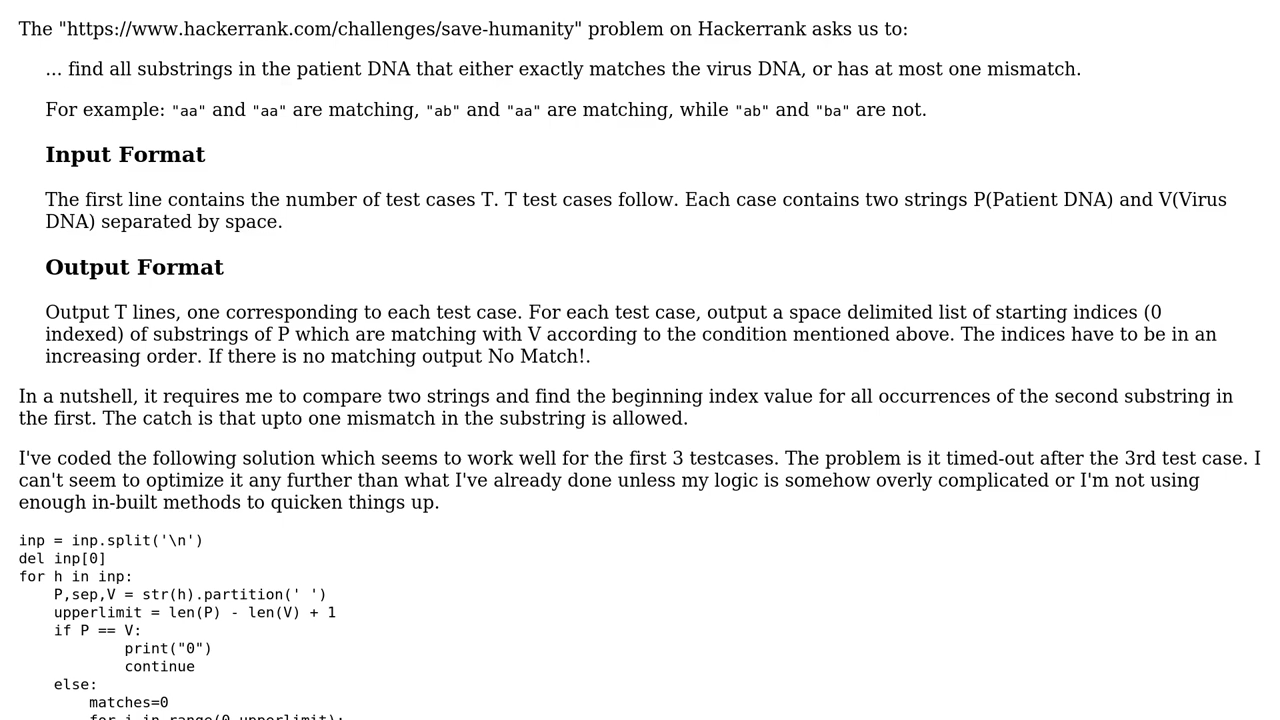 The "https://www.hackerrank.com/challenges/save-humanity" problem on Hackerrank asks us to:
... find all substrings in the patient DNA that either exactly matches the virus DNA, or has at most one mismatch.
For example: "aa" and "aa" are matching, "ab" and "aa" are matching, while "ab" and "ba" are not.
Input Format
The first line contains the number of test cases T. T test cases follow. Each case contains two strings P(Patient DNA) and V(Virus
DNA) separated by space.
Output Format
Output T lines, one corresponding to each test case. For each test case, output a space delimited list of starting indices (0
indexed) of substrings of P which are matching with V according to the condition mentioned above. The indices have to be in an
increasing order. If there is no matching output No Match!.
In a nutshell, it requires me to compare two strings and find the beginning index value for all occurrences of the second substring in
the first. The catch is that upto one mismatch in the substring is allowed.
I've coded the following solution which seems to work well for the first 3 testcases. The problem is it timed-out after the 3rd test case. I
can't seem to optimize it any further than what I've already done unless my logic is somehow overly complicated or I'm not using
enough in-built methods to quicken things up.
inp = inp.split('\n')
del inp[0]
for h in inp:
    P,sep,V = str(h).partition(' ')
    upperlimit = len(P) - len(V) + 1
    if P == V:
            print("0")
            continue
    else:
        matches=0
        for i in range(0,upperlimit):